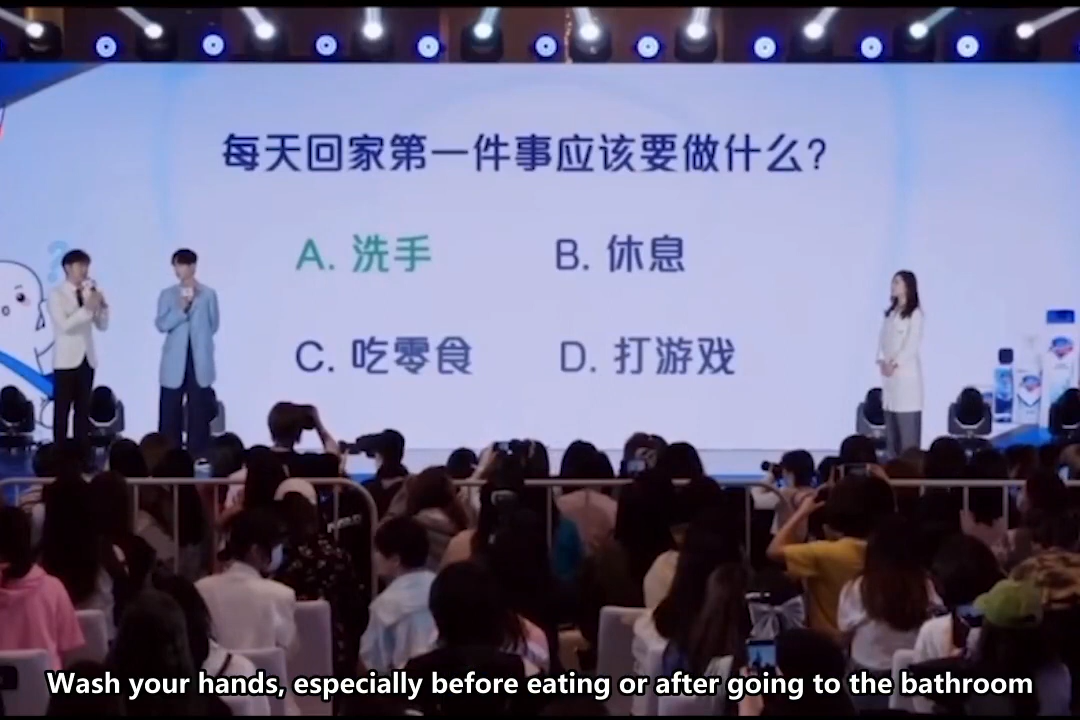 每天回家第一件事应该要做什么?
A. 洗手 B. 休息
C. 吃零食 D. 打游戏
Wash your hands, especially before eating or after going to the bathroom